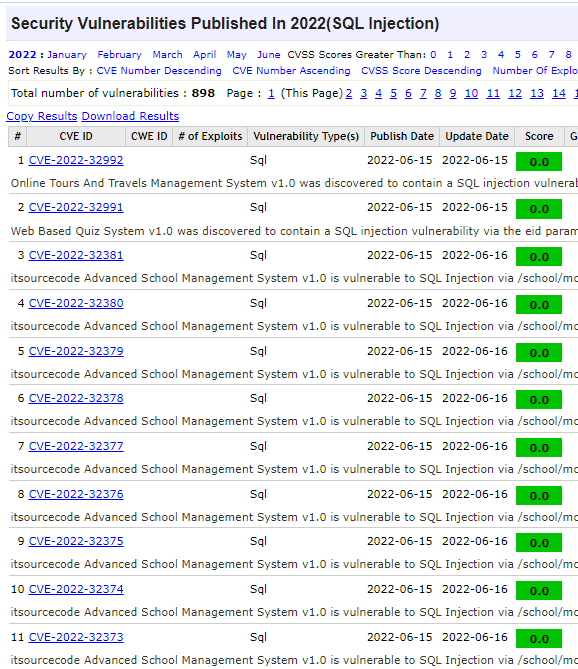 Security Vulnerabilities Published In 2022(SQL Injection)
2022 : January February March April May June CVSS Scores Greater Than: 0 1 2 3 4 5 6 7 8
Sort Results By : CVE Number Descending CVE Number Ascending CVSS Score Descending Number Of Explo
Total number of vulnerabilities : 898 Page : 1 (This Page) 2 3 4 5 6 7 8 9 10 11 12 13 14 1
Copy Results Download Results
# CVE ID CWE ID # of Exploits Vulnerability Type(s) Publish Date Update Date Score G
1 CVE-2022-32992 Sql 2022-06-15 2022-06-15 0.0
Online Tours And Travels Management System v1.0 was discovered to contain a SQL injection vulnerab
2 CVE-2022-32991 Sql 2022-06-15 2022-06-15 0.0
Web Based Quiz System v1.0 was discovered to contain a SQL injection vulnerability via the eid param
3 CVE-2022-32381 Sql 2022-06-15 2022-06-16 0.0
itsourcecode Advanced School Management System v1.0 is vulnerable to SQL Injection via /school/mo
4 CVE-2022-32380 Sql 2022-06-15 2022-06-16 0.0
itsourcecode Advanced School Management System v1.0 is vulnerable to SQL Injection via /school/mo
5 CVE-2022-32379 Sql 2022-06-15 2022-06-16 0.0
itsourcecode Advanced School Management System v1.0 is vulnerable to SQL Injection via /school/mo
6 CVE-2022-32378 Sql 2022-06-15 2022-06-16 0.0
itsourcecode Advanced School Management System v1.0 is vulnerable to SQL Injection via /school/mo
7 CVE-2022-32377 Sql 2022-06-15 2022-06-16 0.0
itsourcecode Advanced School Management System v1.0 is vulnerable to SQL Injection via /school/mo
8 CVE-2022-32376 Sql 2022-06-15 2022-06-16 0.0
itsourcecode Advanced School Management System v1.0 is vulnerable to SQL Injection via /school/mo
9 CVE-2022-32375 Sql 2022-06-15 2022-06-16 0.0
itsourcecode Advanced School Management System v1.0 is vulnerable to SQL Injection via /school/mo
10 CVE-2022-32374 Sql 2022-06-15 2022-06-16 0.0
itsourcecode Advanced School Management System v1.0 is vulnerable to SQL Injection via /school/mo
11 CVE-2022-32373 Sql 2022-06-15 2022-06-16 0.0
itsourcecode Advanced School Management System v1.0 is vulnerable to SQL Injection via /school/mo